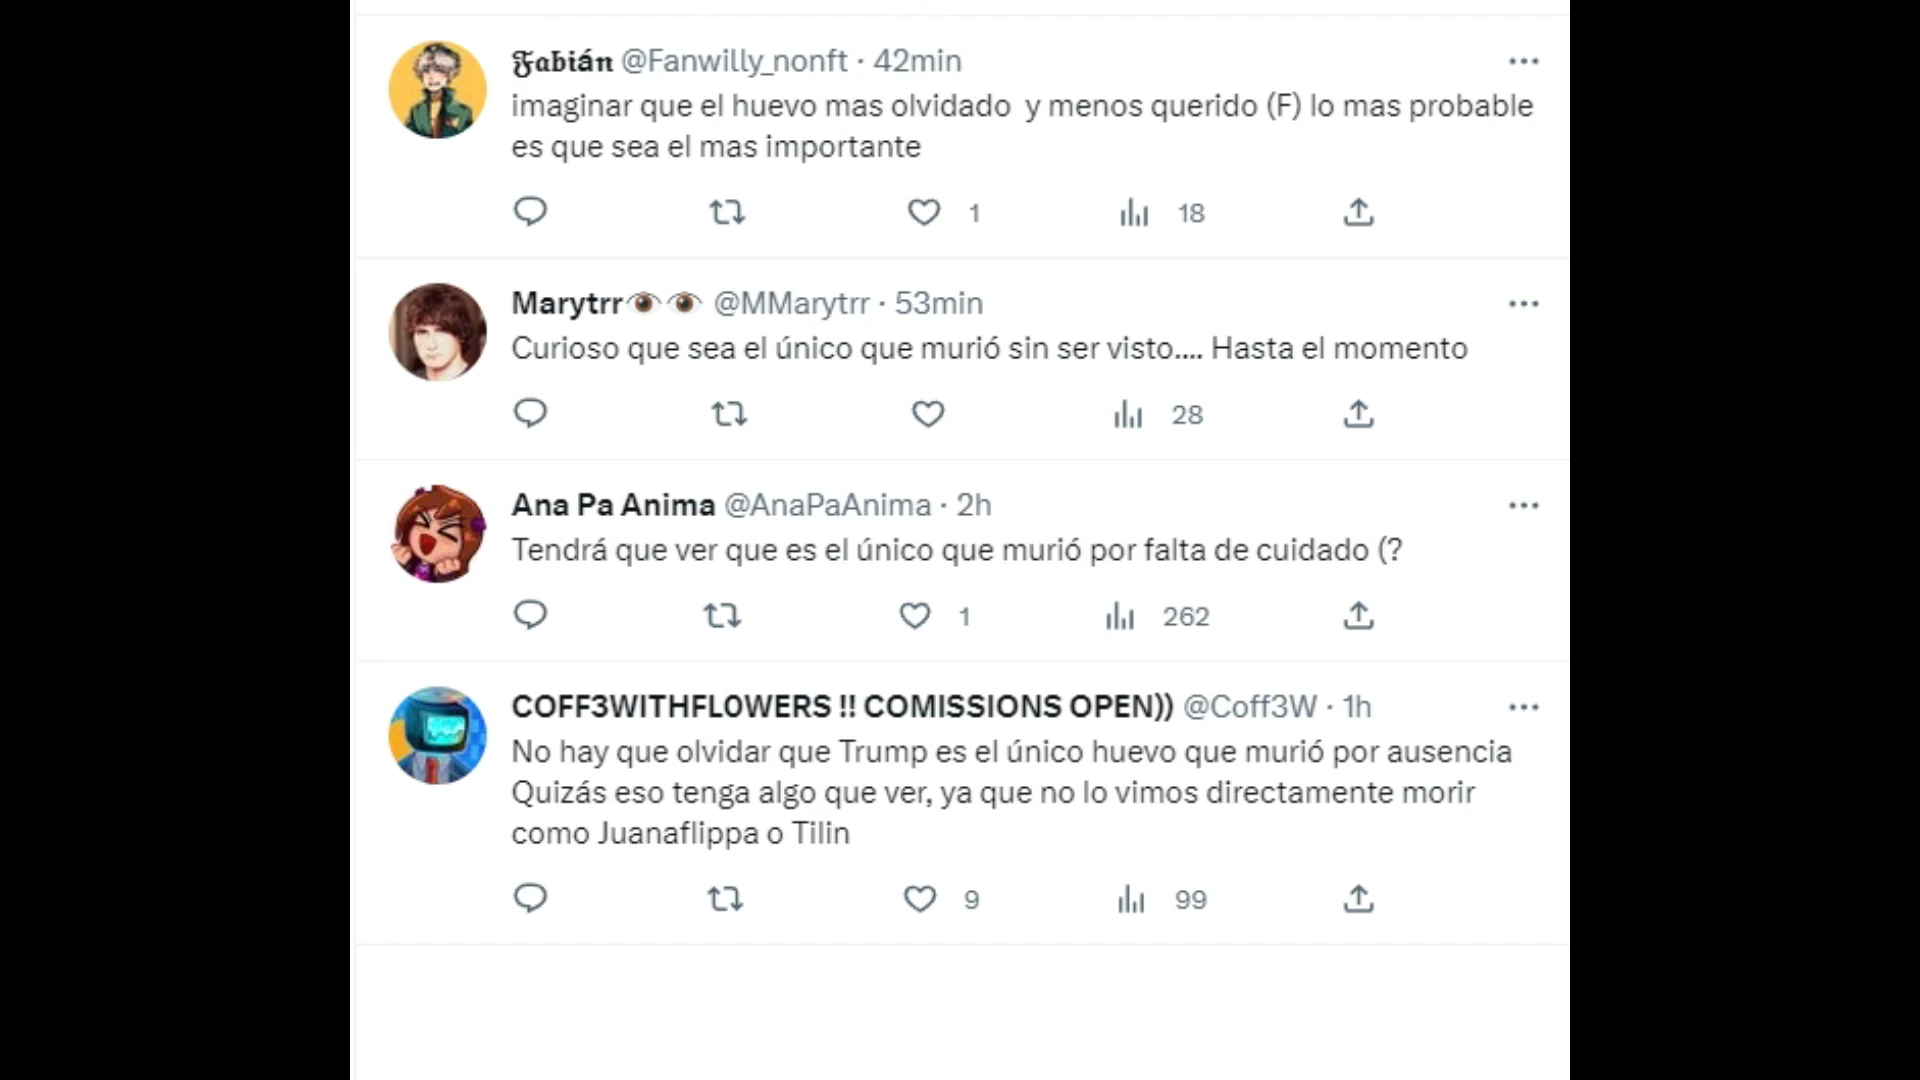 𝕱𝖆𝖇𝖎á𝖓 @Fanwilly_nonft · 42min
imaginar que el huevo mas olvidado y menos querido (F) lo mas probable
es que sea el mas importante
1 18
Marytrr👁️👁️ @MMarytrr · 53min
Curioso que sea el único que murió sin ser visto.... Hasta el momento
28
Ana Pa Anima @AnaPaAnima · 2h
Tendrá que ver que es el único que murió por falta de cuidado (?
1 262
COFF3WITHFL0WERS !! COMISSIONS OPEN)) @Coff3W · 1h
No hay que olvidar que Trump es el único huevo que murió por ausencia
Quizás eso tenga algo que ver, ya que no lo vimos directamente morir
como Juanaflippa o Tilin
9 99